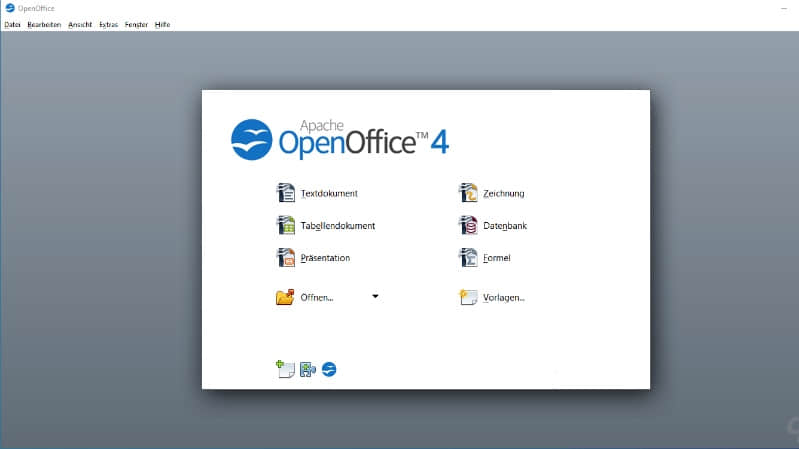 OpenOffice
Datei Bearbeiten Ansicht Extras Fenster Hilfe
Apache
OpenOffice™ 4
Textdokument
Zeichnung
Tabellendokument
Datenbank
Präsentation
Formel
Öffnen...
Vorlagen...